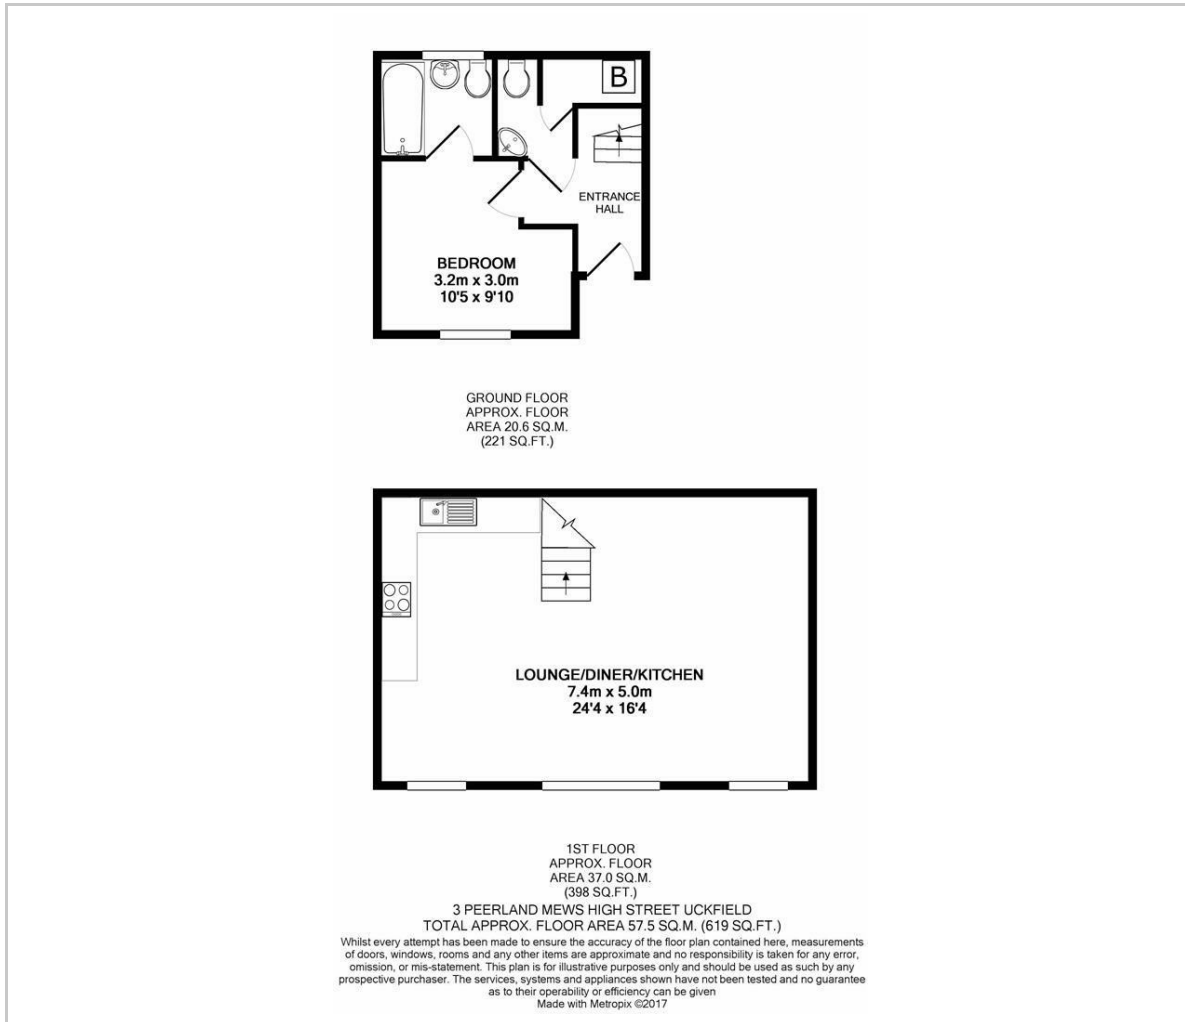 B
ENTRANCE
HALL
BEDROOM
3.2m x 3.0m
10'5 x 9'10
GROUND FLOOR
APPROX. FLOOR
AREA 20.6 SQ.M.
(221 SQ.FT.)
LOUNGE/DINER/KITCHEN
7.4m x 5.0m
24'4 x 16'4
1ST FLOOR
APPROX. FLOOR
AREA 37.0 SQ.M.
(398 SQ.FT.)
3 PEERLAND MEWS HIGH STREET UCKFIELD
TOTAL APPROX. FLOOR AREA 57.5 SQ.M. (619 SQ.FT.)
Whilst every attempt has been made to ensure the accuracy of the floor plan contained here, measurements
of doors, windows, rooms and any other items are approximate and no responsibility is taken for any error,
omission, or mis-statement. This plan is for illustrative purposes only and should be used as such by any
prospective purchaser. The services, systems and appliances shown have not been tested and no guarantee
as to their operability or efficiency can be given
Made with Metropix ©2017